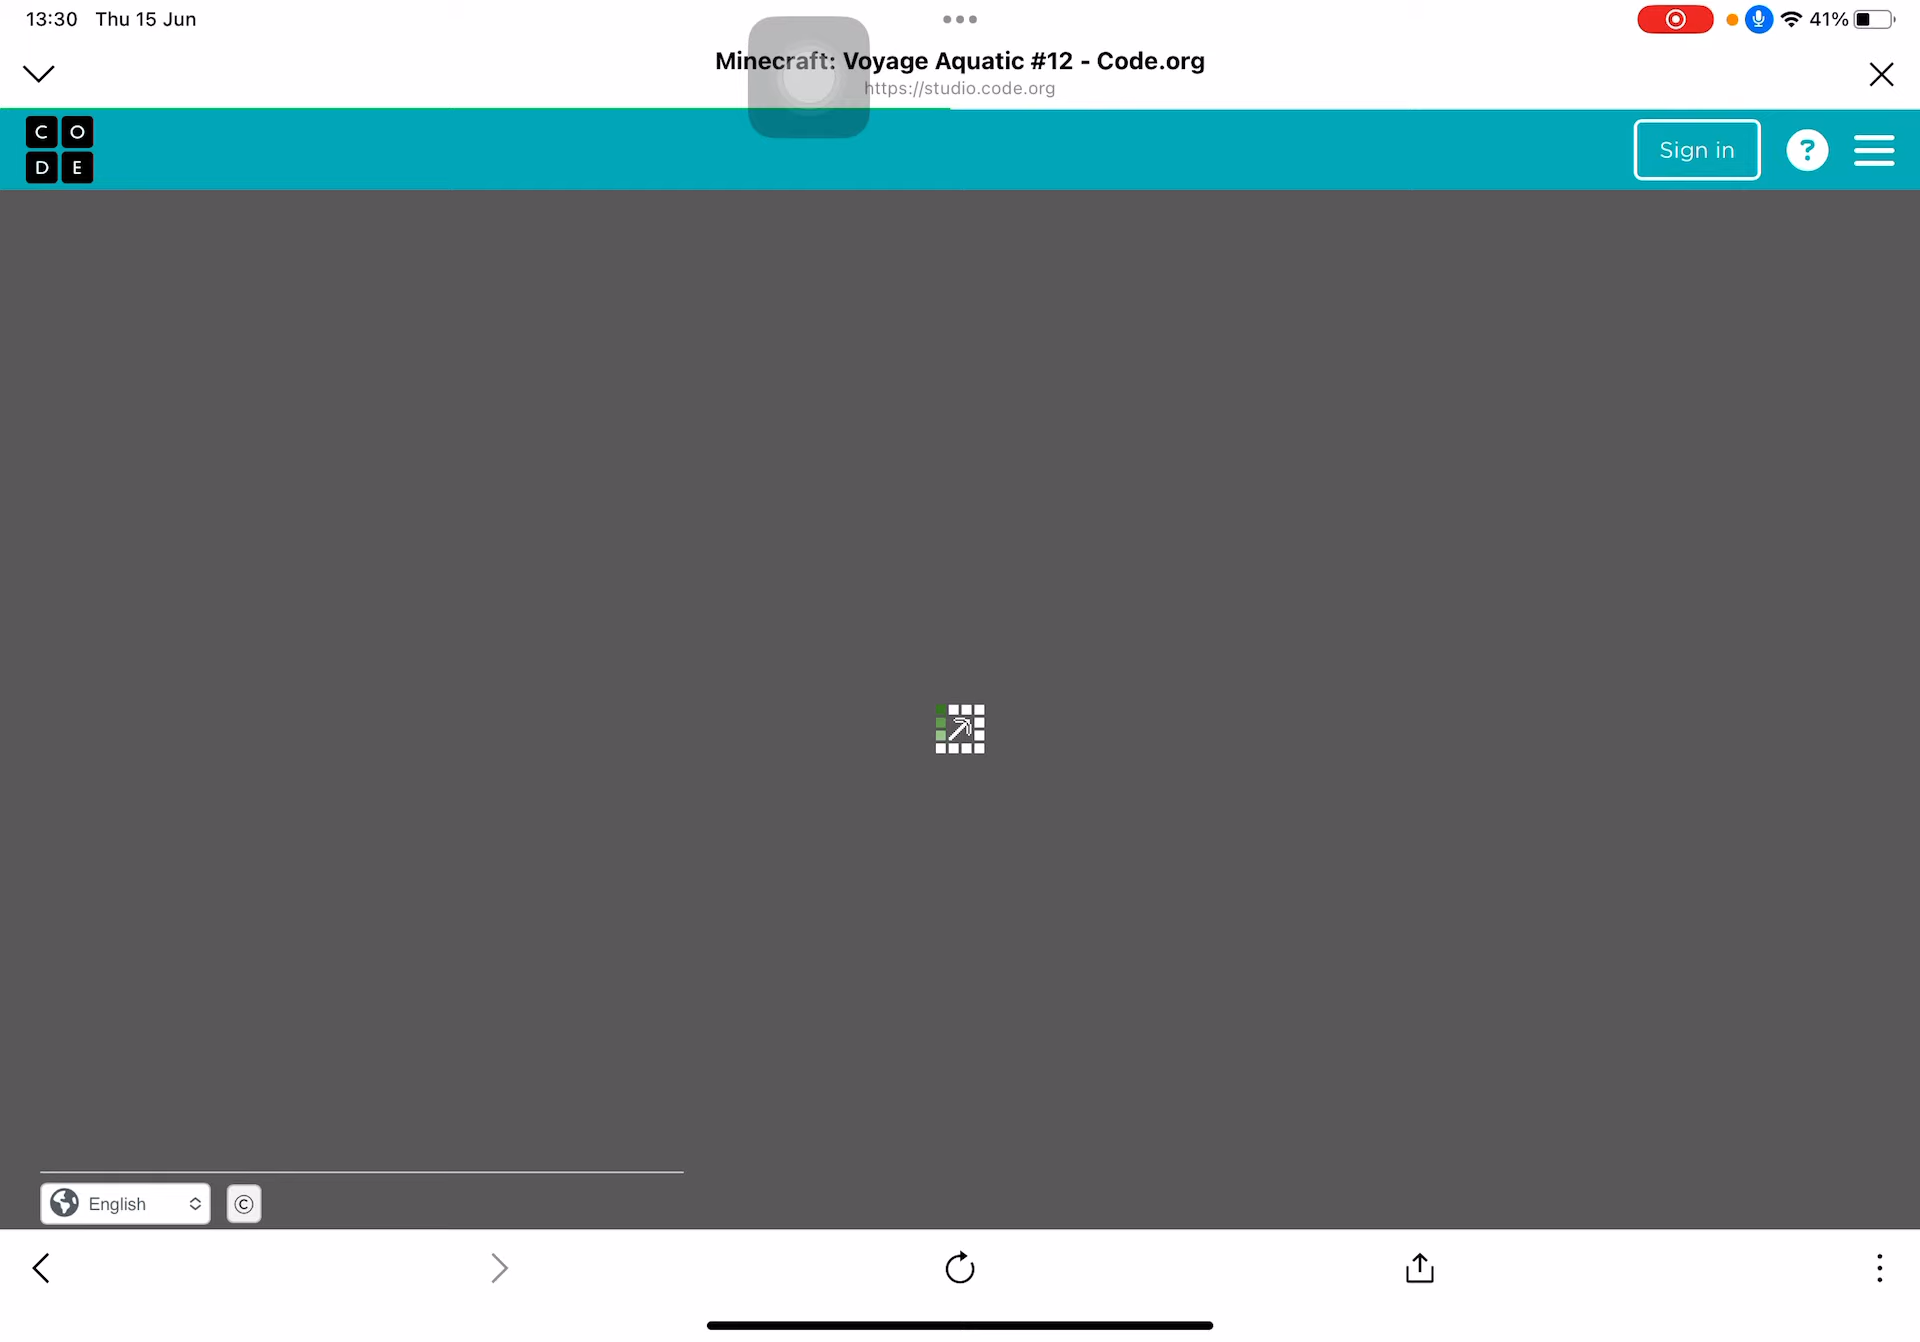 13:30 Thu 15 Jun
41%
Minecraft: Voyage Aquatic #12 - Code.org
https://studio.code.org
C O
D E
Sign in
?
English
©